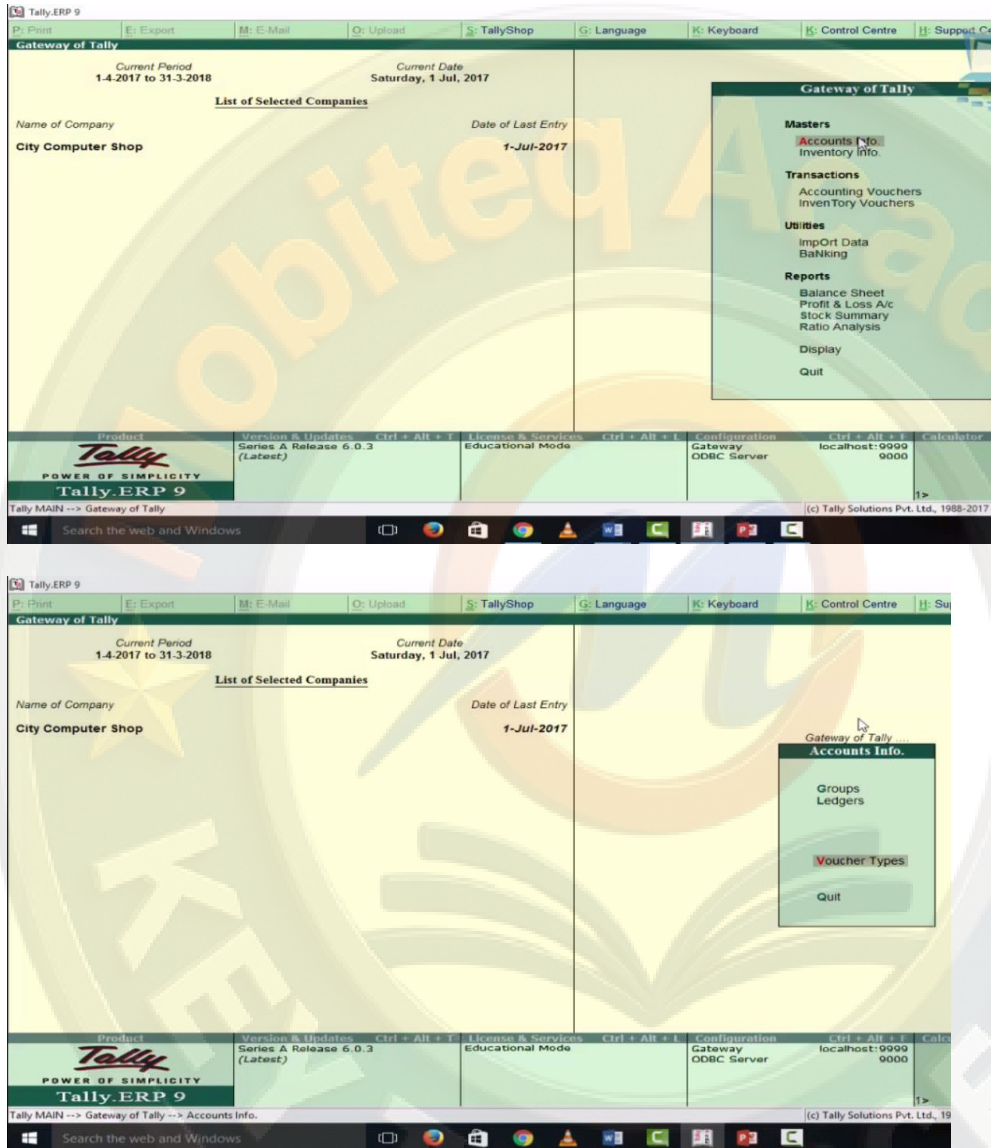 Tally.ERP 9
P: Print E: Export M: E-Mail O: Upload S: TallyShop G: Language K: Keyboard K: Control Centre H: Support Ce
Gateway of Tally
Current Period
1-4-2017 to 31-3-2018
Current Date
Saturday, 1 Jul, 2017
List of Selected Companies
Name of Company Date of Last Entry
City Computer Shop 1-Jul-2017
Gateway of Tally
Masters
Accounts Info.
Inventory Info.
Transactions
Accounting Vouchers
InvenTory Vouchers
Utilities
ImpOrt Data
BaNking
Reports
Balance Sheet
Profit & Loss A/c
Stock Summary
Ratio Analysis
Display
Quit
Product
Tally
POWER OF SIMPLICITY
Tally.ERP 9
Version & Updates Ctrl + Alt + T
Series A Release 6.0.3
(Latest)
License & Services Ctrl + Alt + L
Educational Mode
Configuration Ctrl + Alt + F
Gateway localhost:9999
ODBC Server 9000
Calculator
1>
Tally MAIN --> Gateway of Tally (c) Tally Solutions Pvt. Ltd., 1988-2017
Search the web and Windows
Tally.ERP 9
P: Print E: Export M: E-Mail O: Upload S: TallyShop G: Language K: Keyboard K: Control Centre H: Su
Gateway of Tally
Current Period
1-4-2017 to 31-3-2018
Current Date
Saturday, 1 Jul, 2017
List of Selected Companies
Name of Company Date of Last Entry
City Computer Shop 1-Jul-2017
Gateway of Tally ....
Accounts Info.
Groups
Ledgers
Voucher Types
Quit
Product
Tally
POWER OF SIMPLICITY
Tally.ERP 9
Version & Updates Ctrl + Alt + T
Series A Release 6.0.3
(Latest)
License & Services Ctrl + Alt + L
Educational Mode
Configuration Ctrl + Alt + F
Gateway localhost:9999
ODBC Server 9000
Calcu
1>
Tally MAIN --> Gateway of Tally --> Accounts Info. (c) Tally Solutions Pvt. Ltd., 19
Search the web and Windows